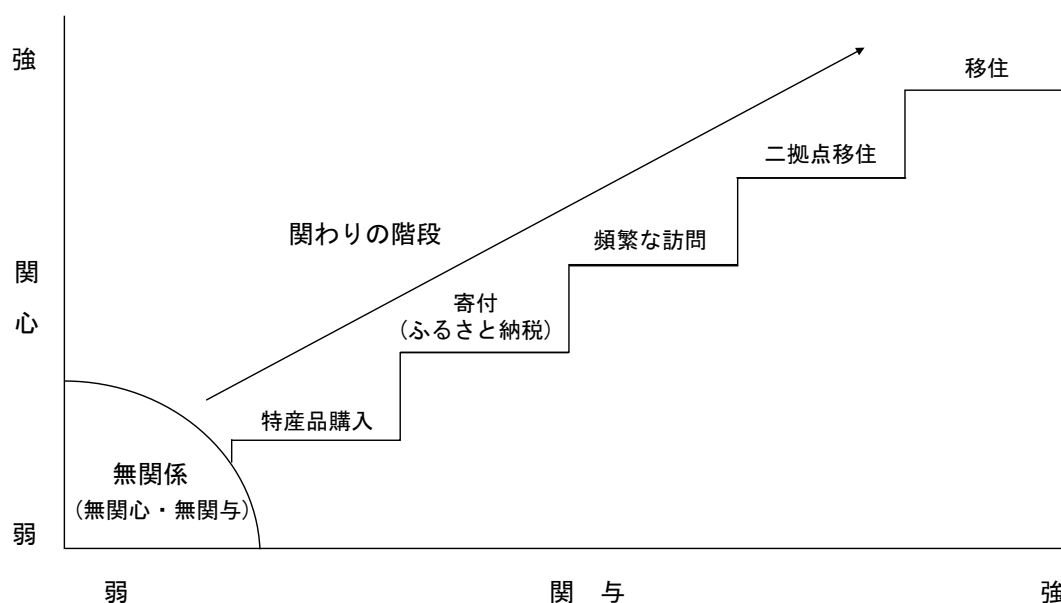 強
移住
二拠点移住
関わりの階段
頻繁な訪問
関
心
寄付
（ふるさと納税）
特産品購入
無関係
（無関心・無関与）
弱
弱
関 与
強